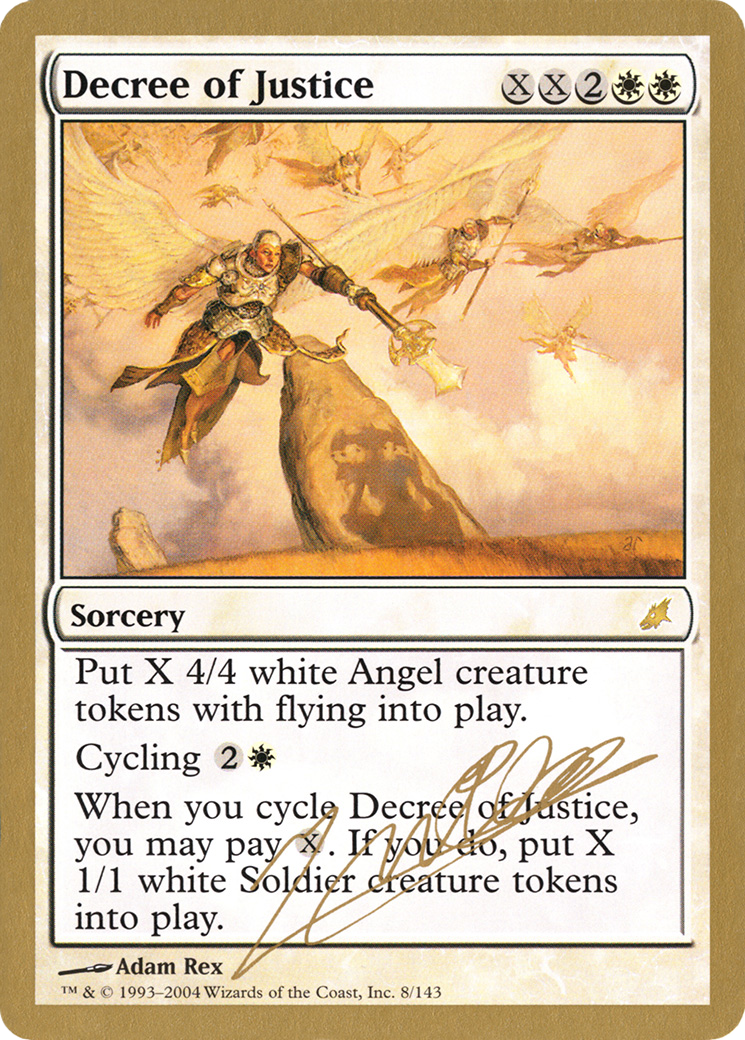 Decree of Justice XX2
Sorcery
Put X 4/4 white Angel creature
tokens with flying into play.
Cycling 2
When you cycle Decree of Justice,
you may pay X. If you do, put X
1/1 white Soldier creature tokens
into play.
Adam Rex
™ & © 1993–2004 Wizards of the Coast, Inc. 8/143